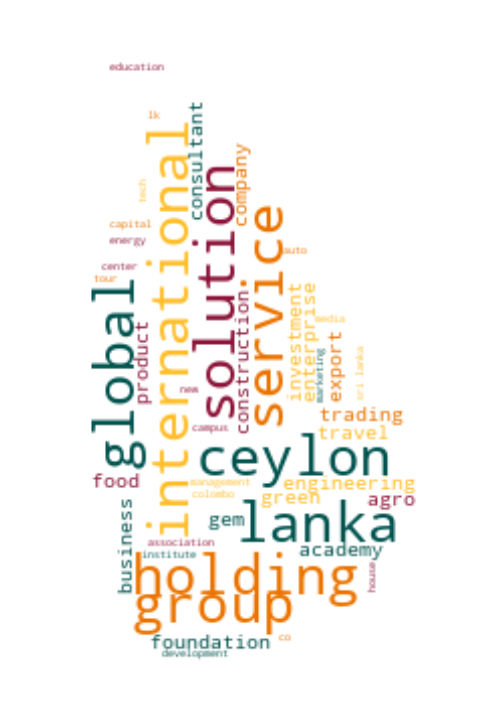 education
lk
consultant
international
company
solution
tech
service
capital
energy
auto
center
tour
global
investment
enterprise
construction
media
product
export
marketing
sri lanka
new
trading
campus
travel
ceylon
food
management
engineering
colombo
green
agro
business
gem
lanka
association
academy
institute
holding
house
group
foundation
co
development